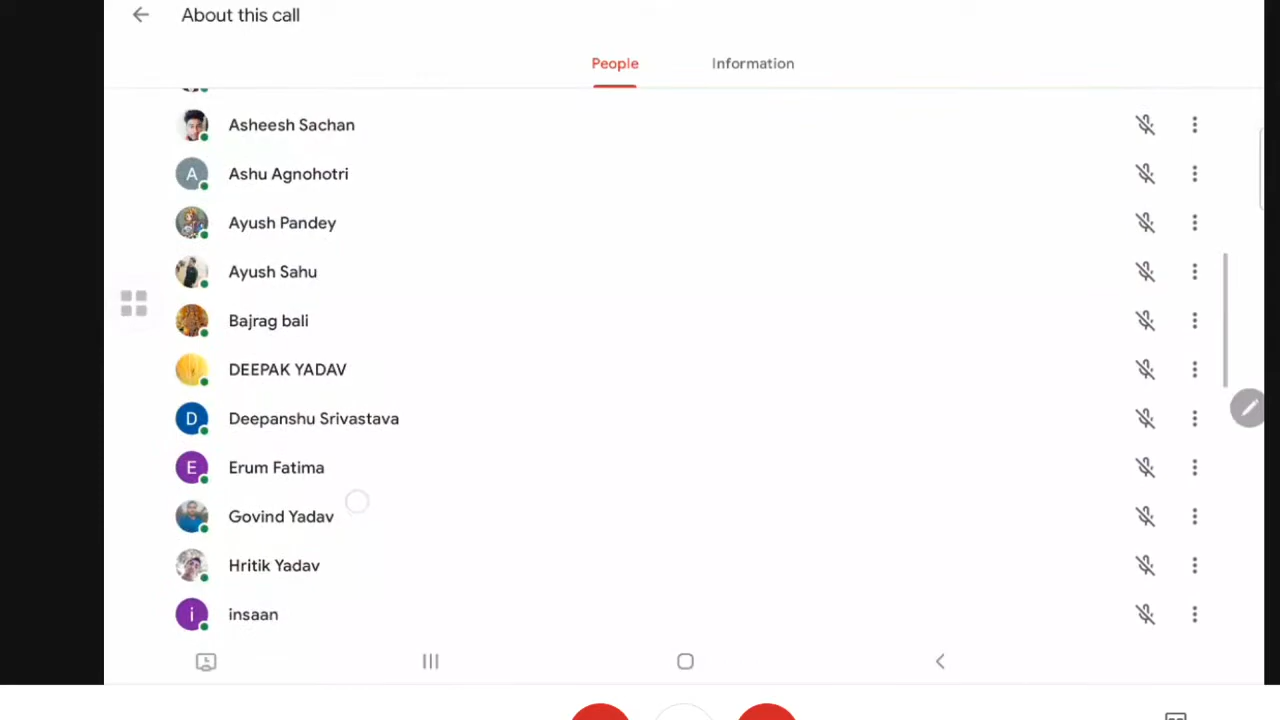 About this call
People Information
Asheesh Sachan
A Ashu Agnohotri
Ayush Pandey
Ayush Sahu
Bajrag bali
DEEPAK YADAV
D Deepanshu Srivastava
E Erum Fatima
Govind Yadav
Hritik Yadav
i insaan